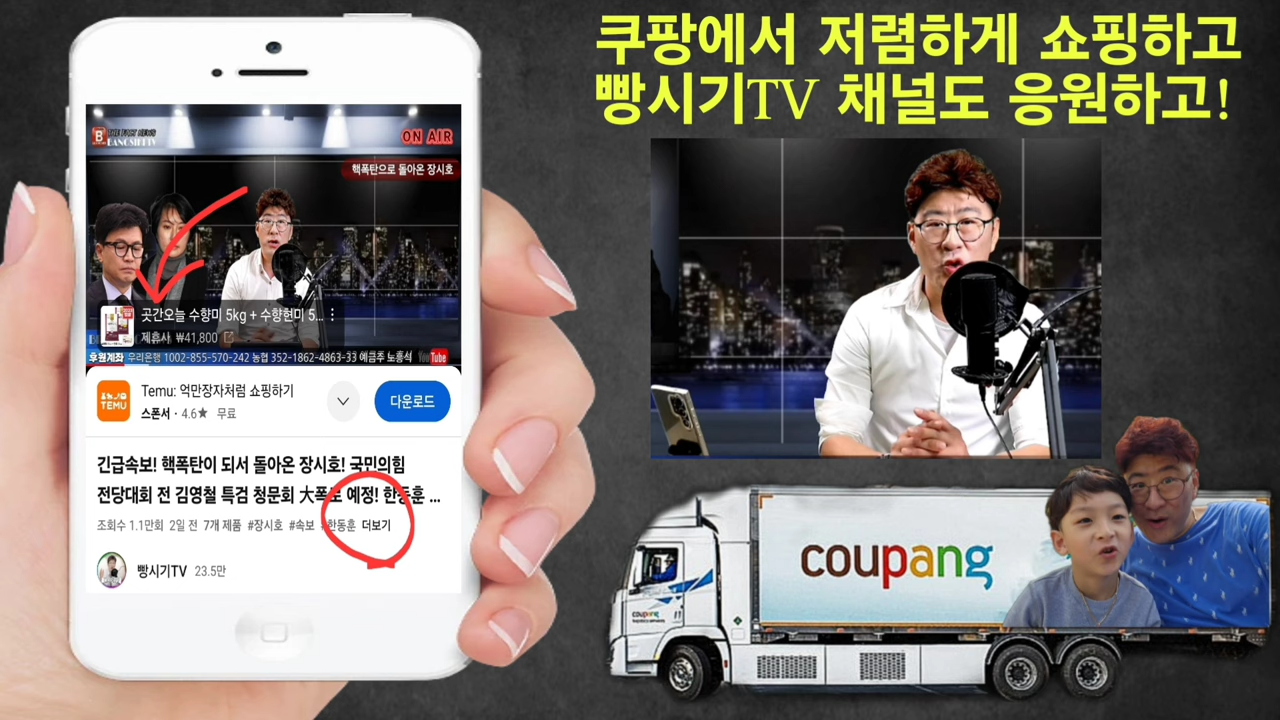 쿠팡에서 저렴하게 쇼핑하고
빵시기TV 채널도 응원하고!
B THE FACT NEWS
BANGSIKI TV
ON AIR
핵폭탄으로 돌아온 장시호
곳간오늘 수향미 5kg + 수향현미 5...
제휴사 ₩41,800
후원계좌 우리은행 1002-855-570-242 농협 352-1862-4863-33 예금주 노흥석 YouTube
TEMU
Temu: 억만장자처럼 쇼핑하기
스폰서 · 4.6★ 무료
다운로드
긴급속보! 핵폭탄이 되서 돌아온 장시호! 국민의힘
전당대회 전 김영철 특검 청문회 大폭로 예정! 한동훈 ...
조회수 1.1만회 2일 전 7개 제품 #장시호 #속보 #한동훈 더보기
빵시기TV 23.5만
coupang
coupang